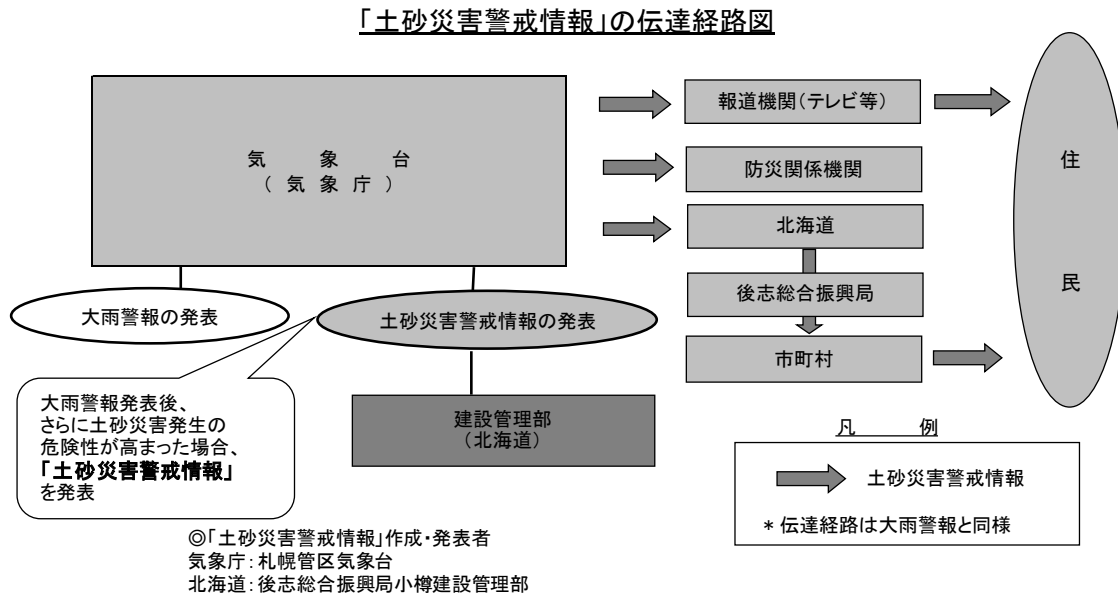 「土砂災害警戒情報」の伝達経路図
気象台
(気象庁)
報道機関(テレビ等)
防災関係機関
北海道
後志総合振興局
市町村
住民
大雨警報の発表
土砂災害警戒情報の発表
大雨警報発表後、
さらに土砂災害発生の
危険性が高まった場合、
「土砂災害警戒情報」
を発表
建設管理部
(北海道)
凡例
土砂災害警戒情報
* 伝達経路は大雨警報と同様
◎「土砂災害警戒情報」作成・発表者
気象庁:札幌管区気象台
北海道:後志総合振興局小樽建設管理部